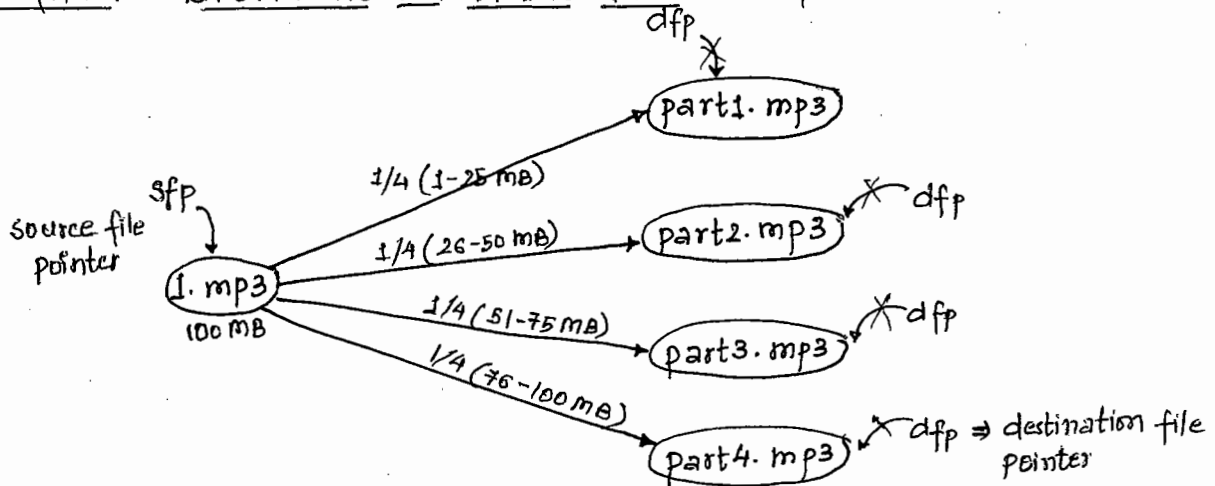 dfp
part1.mp3
1/4 (1-25 MB)
sfp
source file
pointer
1.mp3
100 MB
1/4 (26-50 MB)
part2.mp3
dfp
1/4 (51-75 MB)
part3.mp3
dfp
1/4 (76-100 MB)
part4.mp3
dfp ⇒ destination file
pointer